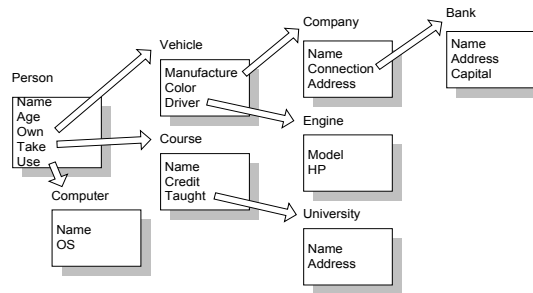 Person
Name
Age
Own
Take
Use
Vehicle
Manufacture
Color
Driver
Company
Name
Connection
Address
Bank
Name
Address
Capital
Engine
Model
HP
Course
Name
Credit
Taught
Computer
Name
OS
University
Name
Address